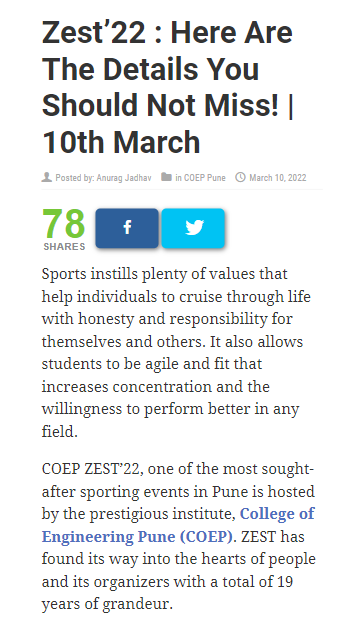 Zest’22 : Here Are
The Details You
Should Not Miss! |
10th March
Posted by: Anurag Jadhav in COEP Pune March 10, 2022
78
SHARES
Sports instills plenty of values that
help individuals to cruise through life
with honesty and responsibility for
themselves and others. It also allows
students to be agile and fit that
increases concentration and the
willingness to perform better in any
field.
COEP ZEST’22, one of the most sought-
after sporting events in Pune is hosted
by the prestigious institute, College of
Engineering Pune (COEP). ZEST has
found its way into the hearts of people
and its organizers with a total of 19
years of grandeur.